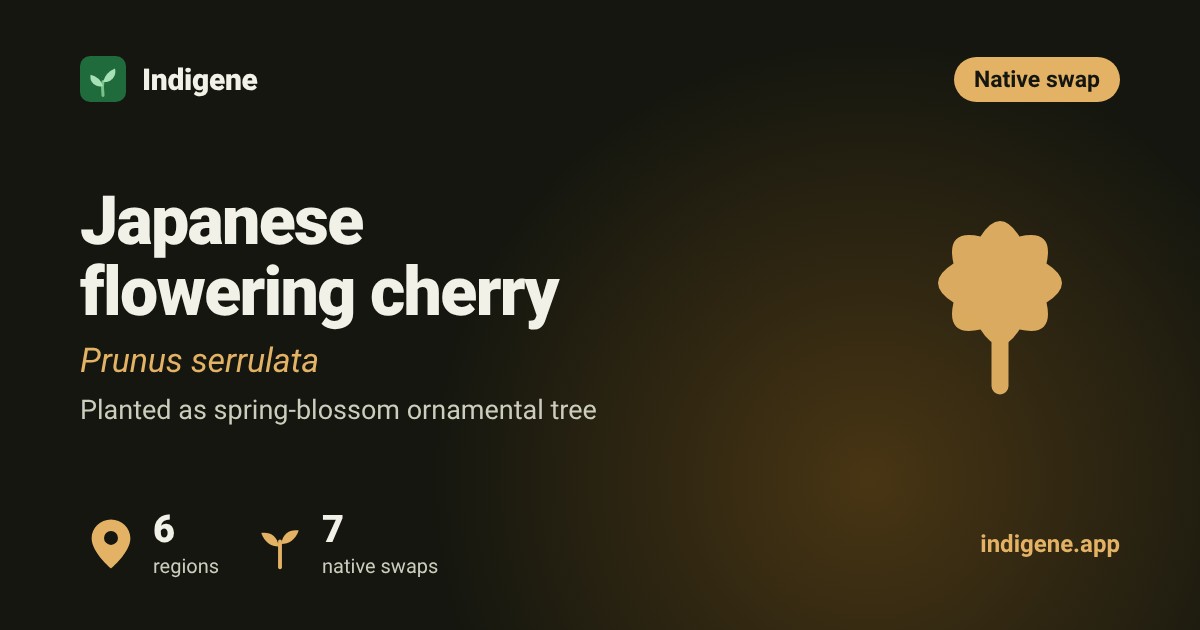 Indigene
Native swap
Japanese
flowering cherry
Prunus serrulata
Planted as spring-blossom ornamental tree
6
regions
7
native swaps
indigene.app